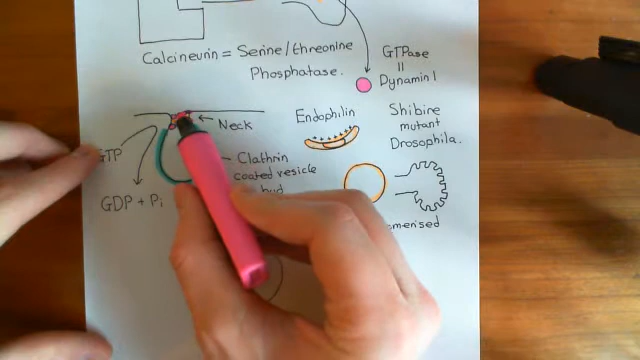 Calcineurin = Serine/threonine
Phosphatase.
GTPase
=
Dynamin 1
Neck
Endophilin
Shibire
mutant
Drosophila.
GTP
GDP + Pi
Clathrin
coated vesicle
bud